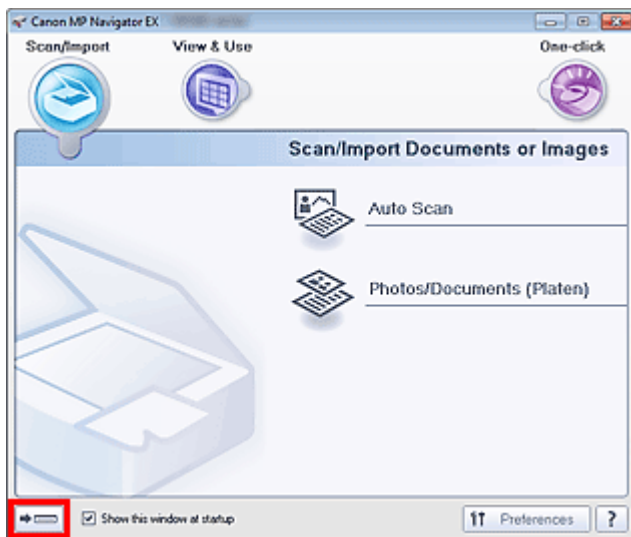 Canon MP Navigator EX
Scan/Import View & Use One-click
Scan/Import Documents or Images
Auto Scan
Photos/Documents (Platen)
Show this window at startup Preferences ?